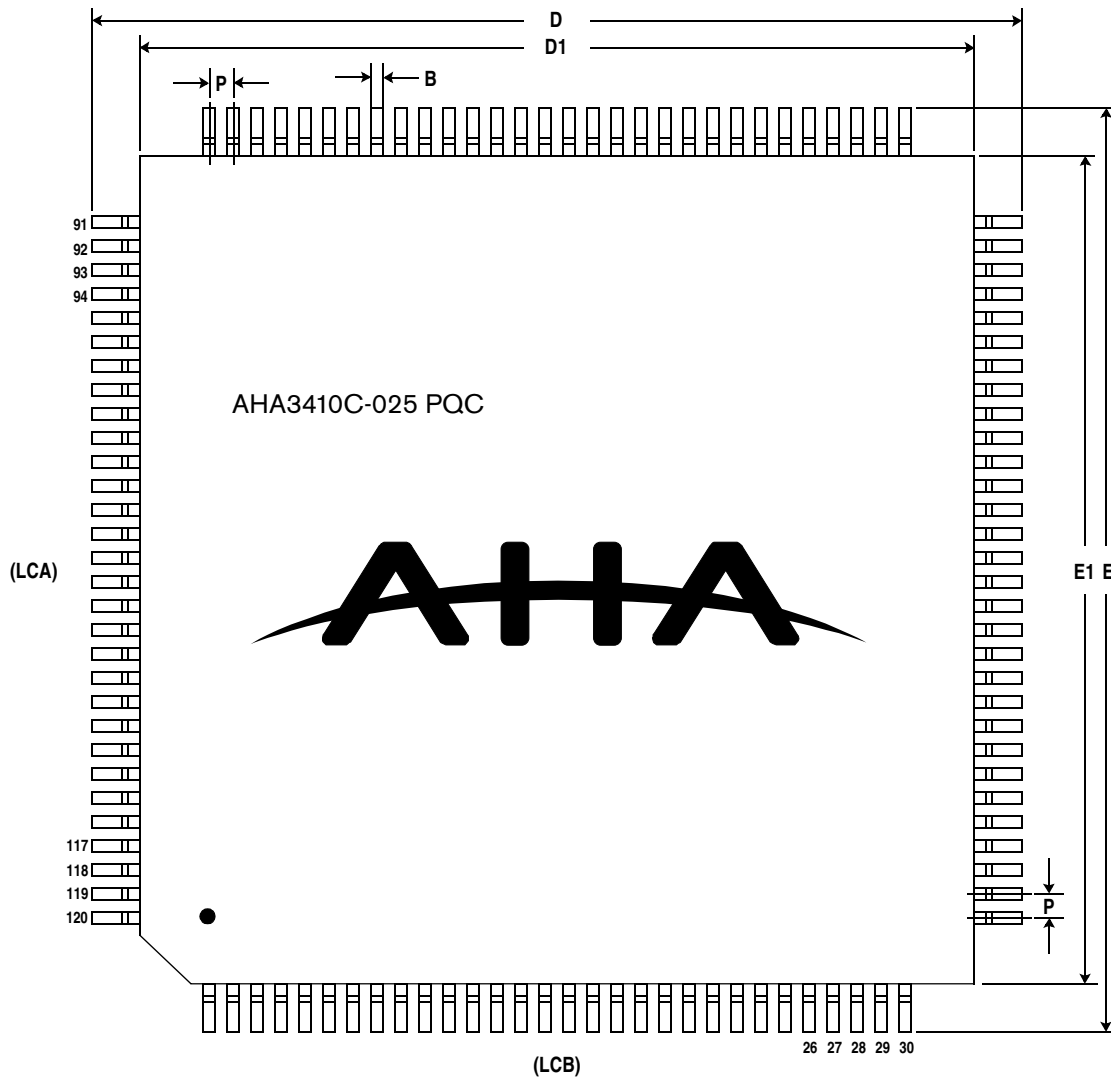 D
D1
P
B
91
92
93
94
AHA3410C-025 PQC
(LCA)
E1 E
AHA
117
118
119
120
P
26 27 28 29 30
(LCB)